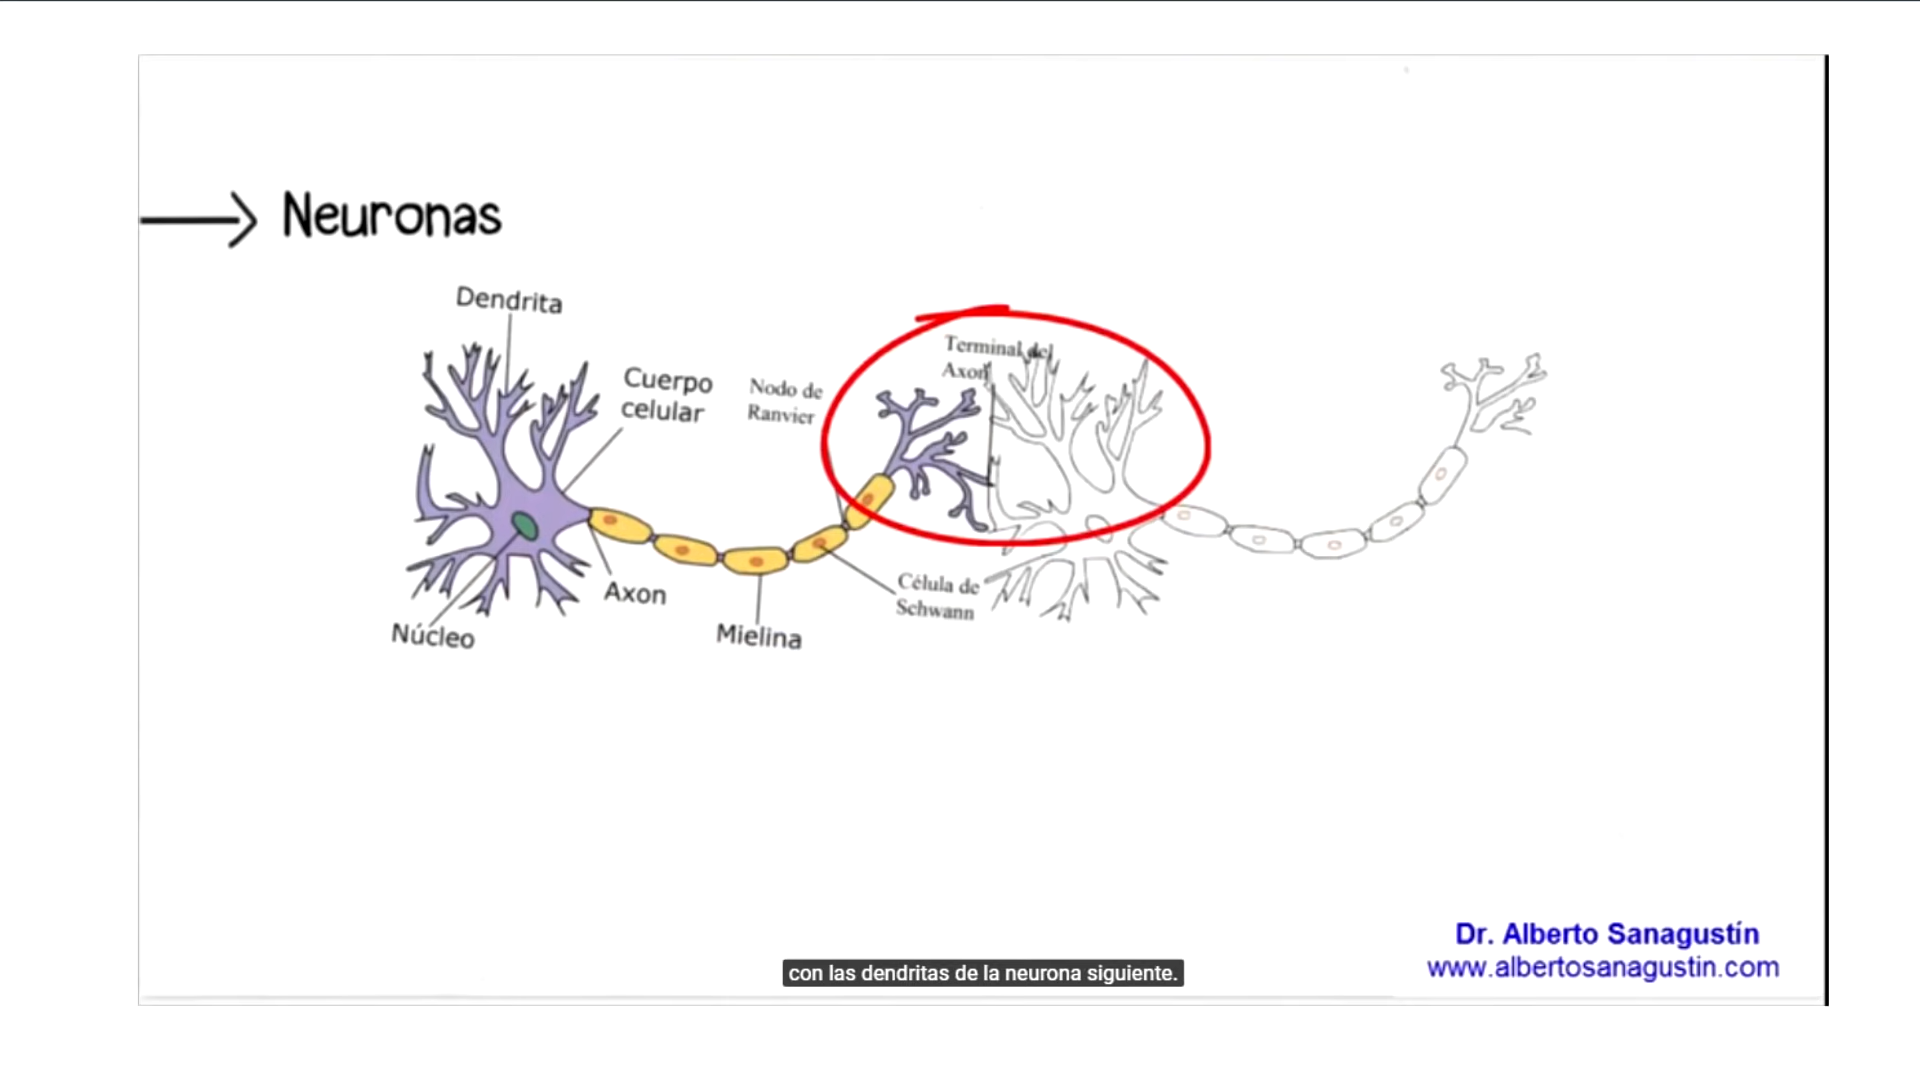 Neuronas
Dendrita
Cuerpo
celular
Nodo de
Ranvier
Terminal del
Axon
Axon
Núcleo
Mielina
Célula de
Schwann
Dr. Alberto Sanagustín
www.albertosanagustin.com
con las dendritas de la neurona siguiente.